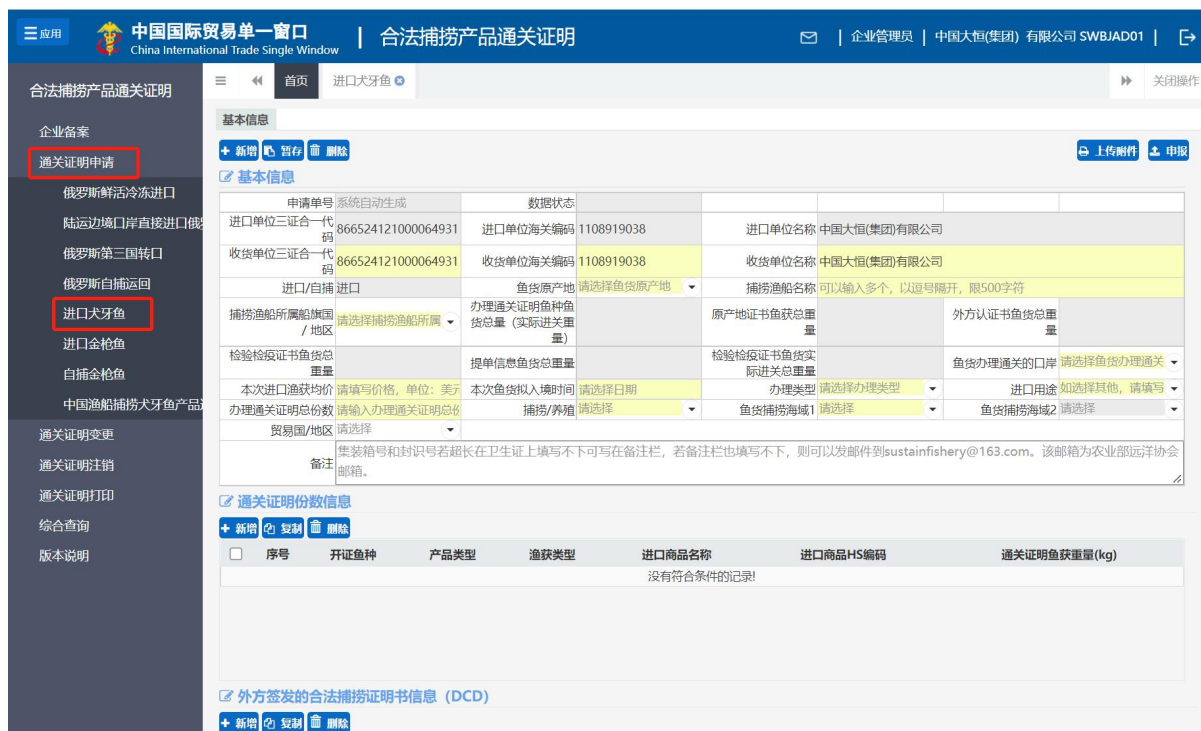 应用
中国国际贸易单一窗口
China International Trade Single Window
合法捕捞产品通关证明
企业管理员
中国大恒(集团) 有限公司 SWBJAD01
合法捕捞产品通关证明
首页
进口犬牙鱼
关闭操作
企业备案
通关证明申请
俄罗斯鲜活冷冻进口
陆运边境口岸直接进口俄
俄罗斯第三国转口
俄罗斯自捕运回
进口犬牙鱼
进口金枪鱼
自捕金枪鱼
中国渔船捕捞犬牙鱼产品
通关证明变更
通关证明注销
通关证明打印
综合查询
版本说明
基本信息
新增 暂存 删除
上传附件 申报
基本信息
申请单号 系统自动生成 数据状态
进口单位三证合一代码 866524121000064931 进口单位海关编码 1108919038 进口单位名称 中国大恒(集团)有限公司
收货单位三证合一代码 866524121000064931 收货单位海关编码 1108919038 收货单位名称 中国大恒(集团)有限公司
进口/自捕 进口 鱼货原产地 请选择鱼货原产地 捕捞渔船名称 可以输入多个，以逗号隔开，限500字符
捕捞渔船所属船旗国/ 地区 请选择捕捞渔船所属 办理通关证明鱼种鱼货总量（实际进关重量） 原产地证书鱼获总重量 外方认证书鱼货总重量
检验检疫证书鱼货总重量 提单信息鱼货总重量 检验检疫证书鱼货实际进关总重量 鱼货办理通关的口岸 请选择鱼货办理通关
本次进口渔获均价 请填写价格，单位：美元 本次鱼货拟入境时间 请选择日期 办理类型 请选择办理类型 进口用途 如选择其他，请填写
办理通关证明总份数 请输入办理通关证明总份 捕捞/养殖 请选择 鱼货捕捞海域1 请选择 鱼货捕捞海域2 请选择
贸易国/地区 请选择
备注 集装箱号和封识号若超长在卫生证上填写不下可写在备注栏，若备注栏也填写不下，则可以发邮件到sustainfishery@163.com。该邮箱为农业部远洋协会
邮箱。
通关证明份数信息
新增 复制 删除
序号 开证鱼种 产品类型 渔获类型 进口商品名称 进口商品HS编码 通关证明鱼获重量(kg)
没有符合条件的记录!
外方签发的合法捕捞证明书信息（DCD）
新增 复制 删除